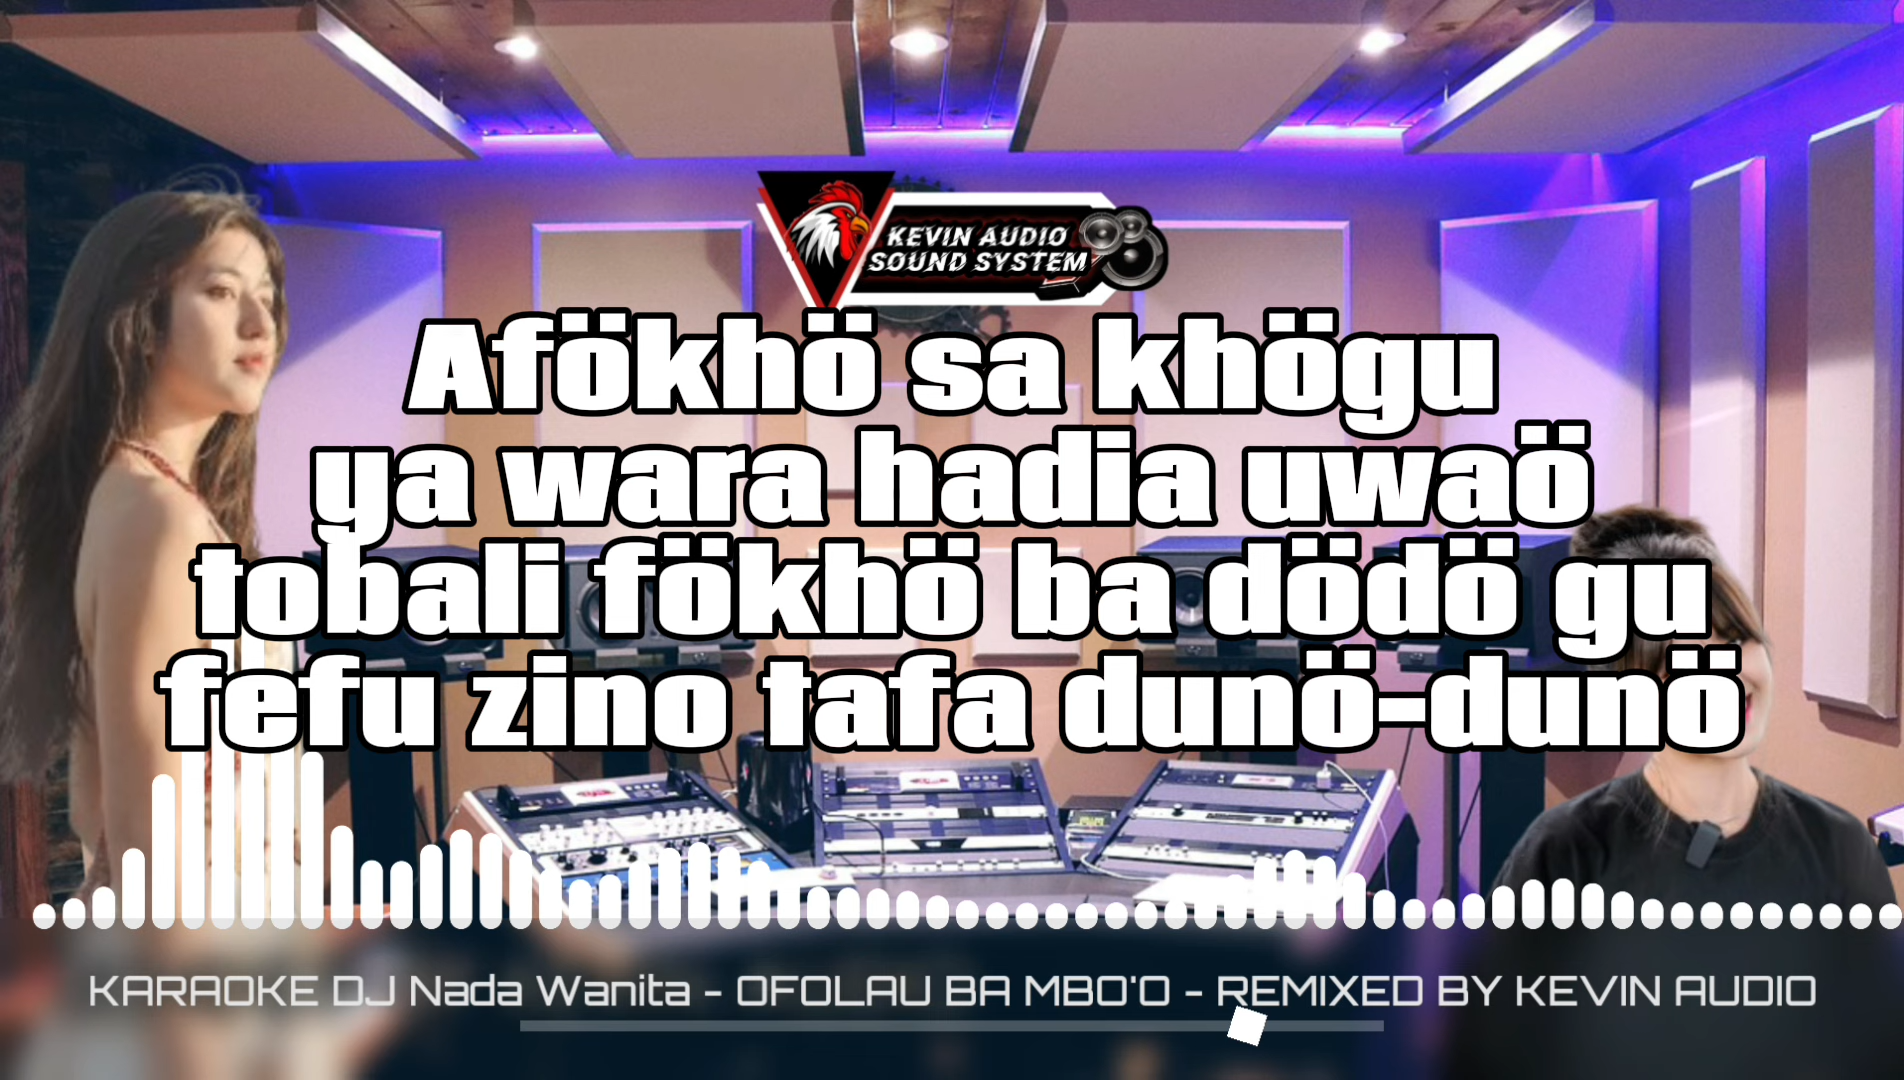 KEVIN AUDIO
SOUND SYSTEM
Afökhö sa khögu
ya wara hadia uwaö
tobali fökhö ba dödö gu
fefu zino tafa dunö-dunö
KARAOKE DJ Nada Wanita - OFOLAU BA MBO'O - REMIXED BY KEVIN AUDIO